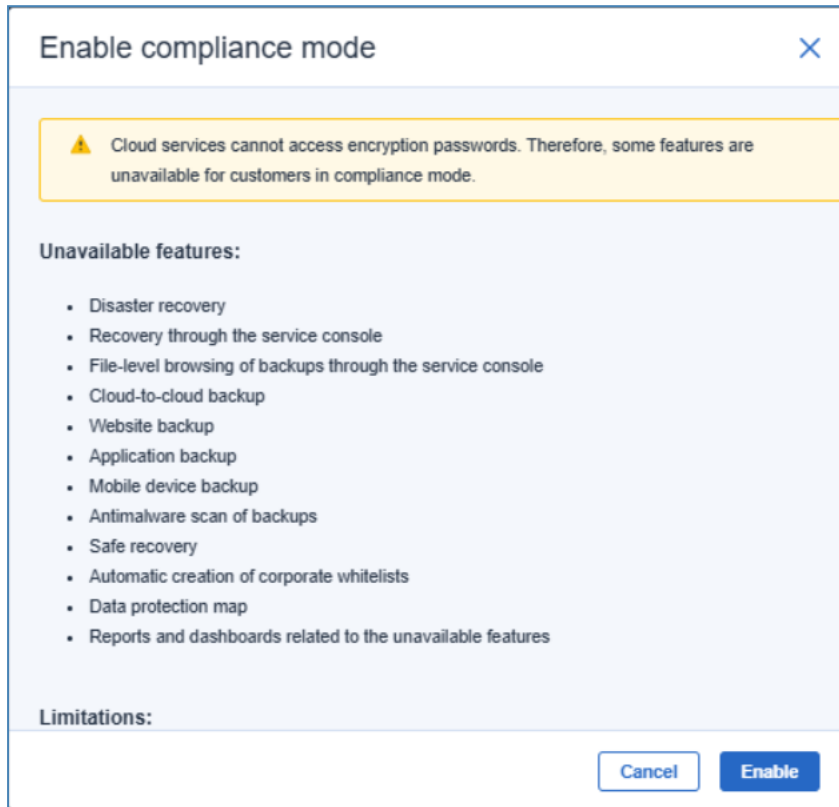 Enable compliance mode
Cloud services cannot access encryption passwords. Therefore, some features are
unavailable for customers in compliance mode.
Unavailable features:
• Disaster recovery
• Recovery through the service console
• File-level browsing of backups through the service console
• Cloud-to-cloud backup
• Website backup
• Application backup
• Mobile device backup
• Antimalware scan of backups
• Safe recovery
• Automatic creation of corporate whitelists
• Data protection map
• Reports and dashboards related to the unavailable features
Limitations:
Cancel Enable